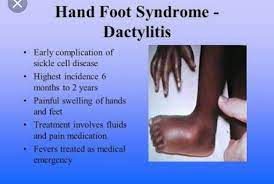 Hand Foot Syndrome -
Dactylitis
• Early complication of
sickle cell disease
• Highest incidence 6
months to 2 years
• Painful swelling of hands
and feet
• Treatment involves fluids
and pain medication.
• Fevers treated as medical
emergency